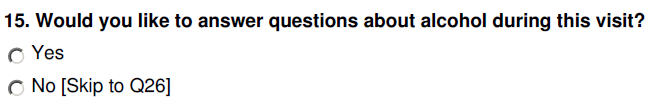 15. Would you like to answer questions about alcohol during this visit?
Yes
No [Skip to Q26]